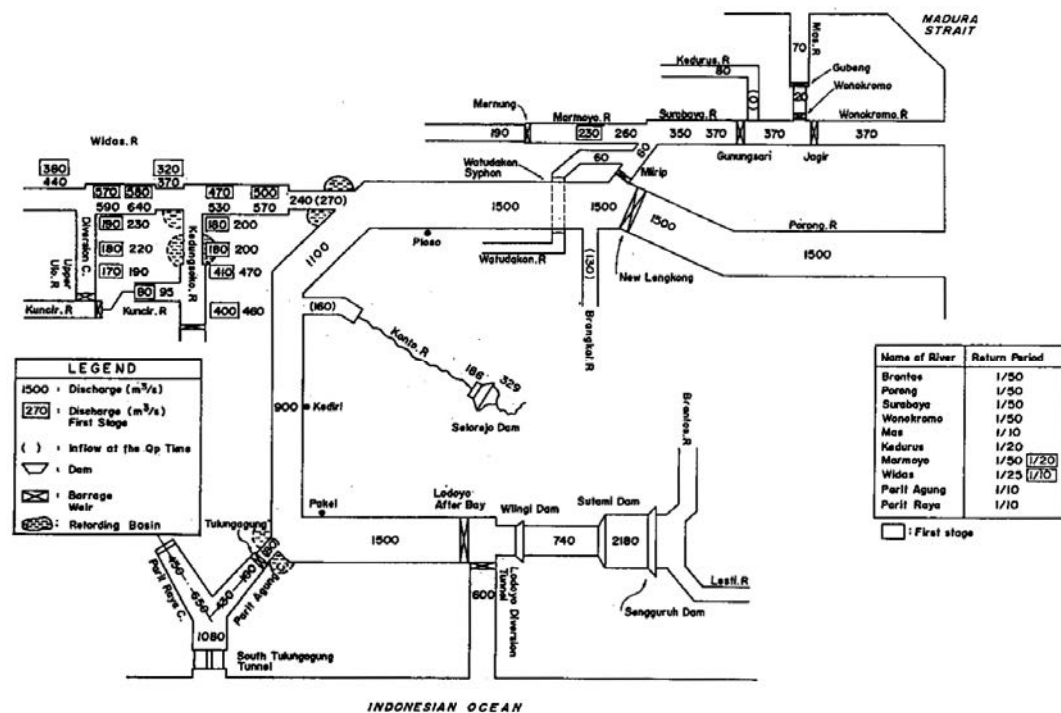 MADURA
STRAIT
Mas. R
70
Kedurus. R
80
Gubeng
20
Wonokromo
( )
Mernung
Marmoyo. R
Surabaya. R
Wonokromo. R
190
230
260
350
370
370
370
Gunungsari
Jagir
60
60
Watudakon
Syphon
Mlirip
Widas. R
380
440
320
370
570
580
470
500
590
640
530
570
240 (270)
1500
1500
1500
Porong. R
1500
Diversion C.
190
230
180
200
180
220
180
200
170
190
410
470
Kedungsoko. R
Upper
Ulo. R
80
95
Kuncir. R
Kuncir. R
400
460
1100
Ploso
Watudakon. R
(130)
New Lengkong
Brangkal. R
(160)
Konto. R
186
329
Selorejo Dam
LEGEND
1500 : Discharge (m³/s)
270 : Discharge (m³/s)
First Stage
( ) : Inflow at the Qp Time
: Dam
: Barrage
Weir
: Retarding Basin
900
Kediri
Name of River Return Period
Brantas 1/50
Porong 1/50
Surabaya 1/50
Wonokromo 1/50
Mas 1/10
Kedurus 1/20
Marmoyo 1/50 1/20
Widas 1/25 1/10
Parit Agung 1/10
Parit Raya 1/10
: First stage
Brantas. R
Pakel
Lodoyo
After Bay
Wlingi Dam
Sutami Dam
Tulungagung
1500
740
2180
Lesti. R
Sengguruh Dam
600
Lodoyo Diversion
Tunnel
450
650
430
Parit Raya C.
Parit Agung
1080
South Tulungagung
Tunnel
INDONESIAN OCEAN